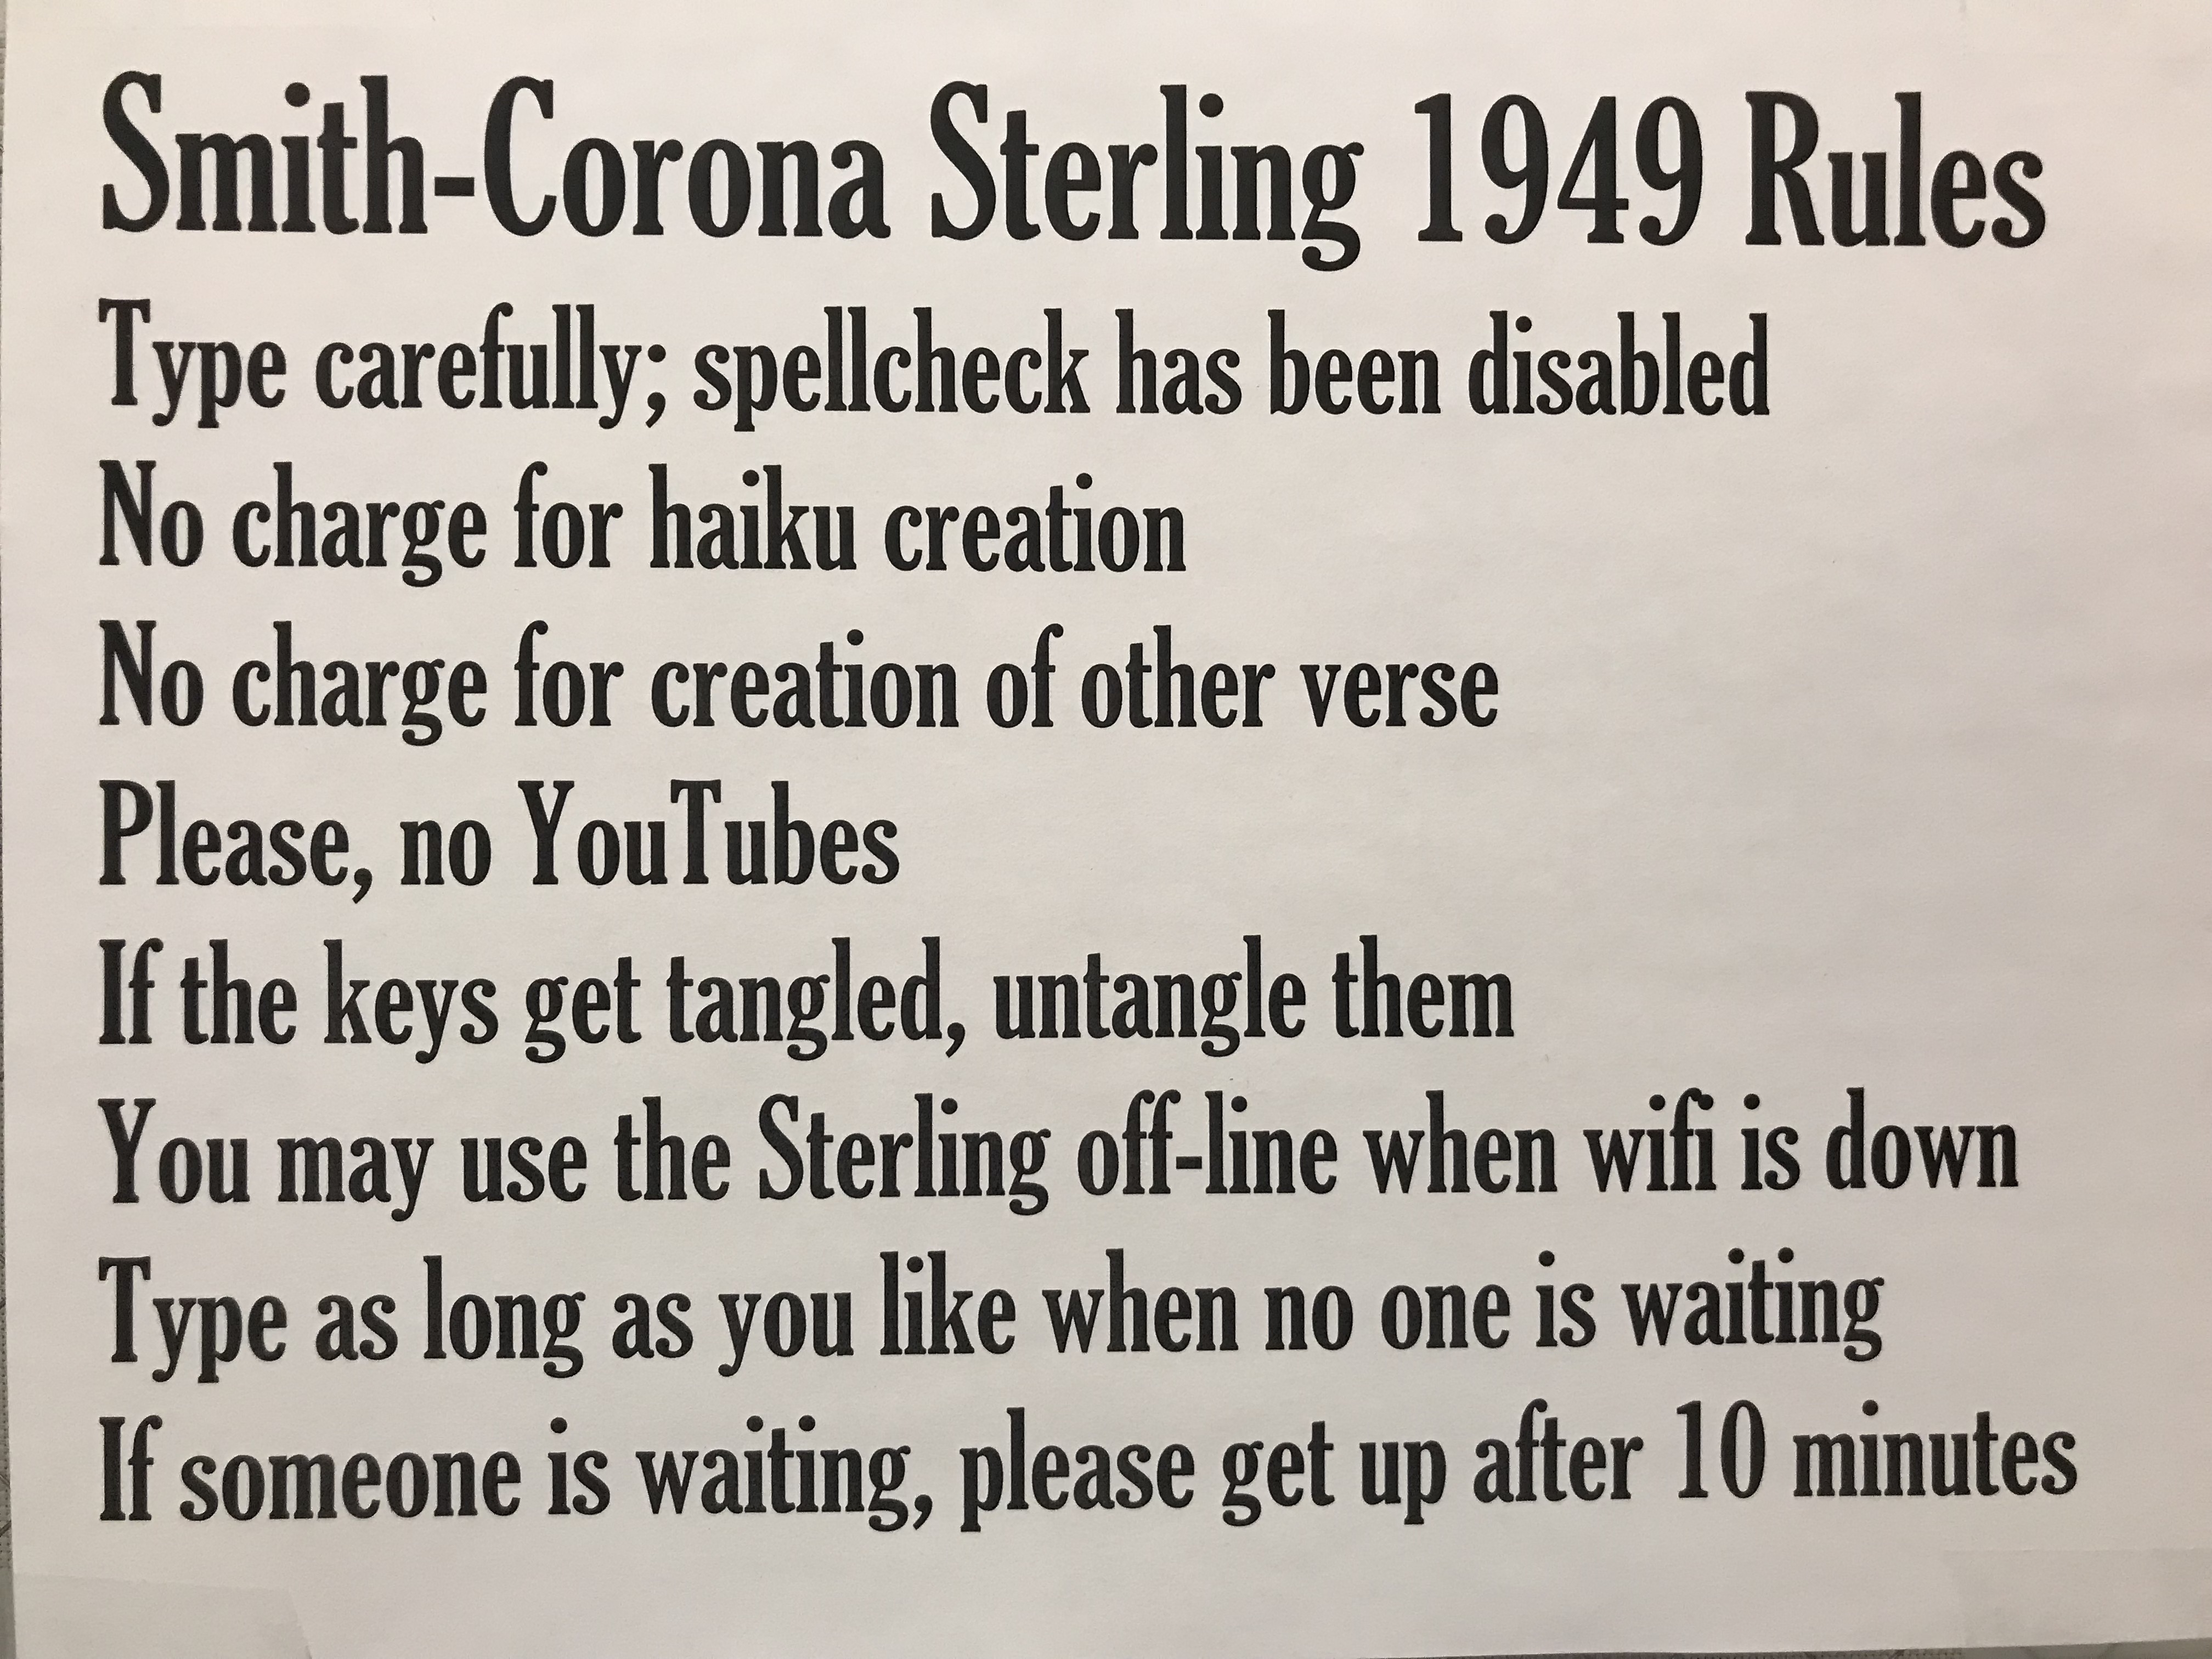 Smith-Corona Sterling 1949 Rules
Type carefully; spellcheck has been disabled
No charge for haiku creation
No charge for creation of other verse
Please, no YouTubes
If the keys get tangled, untangle them
You may use the Sterling off-line when wifi is down
Type as long as you like when no one is waiting
If someone is waiting, please get up after 10 minutes